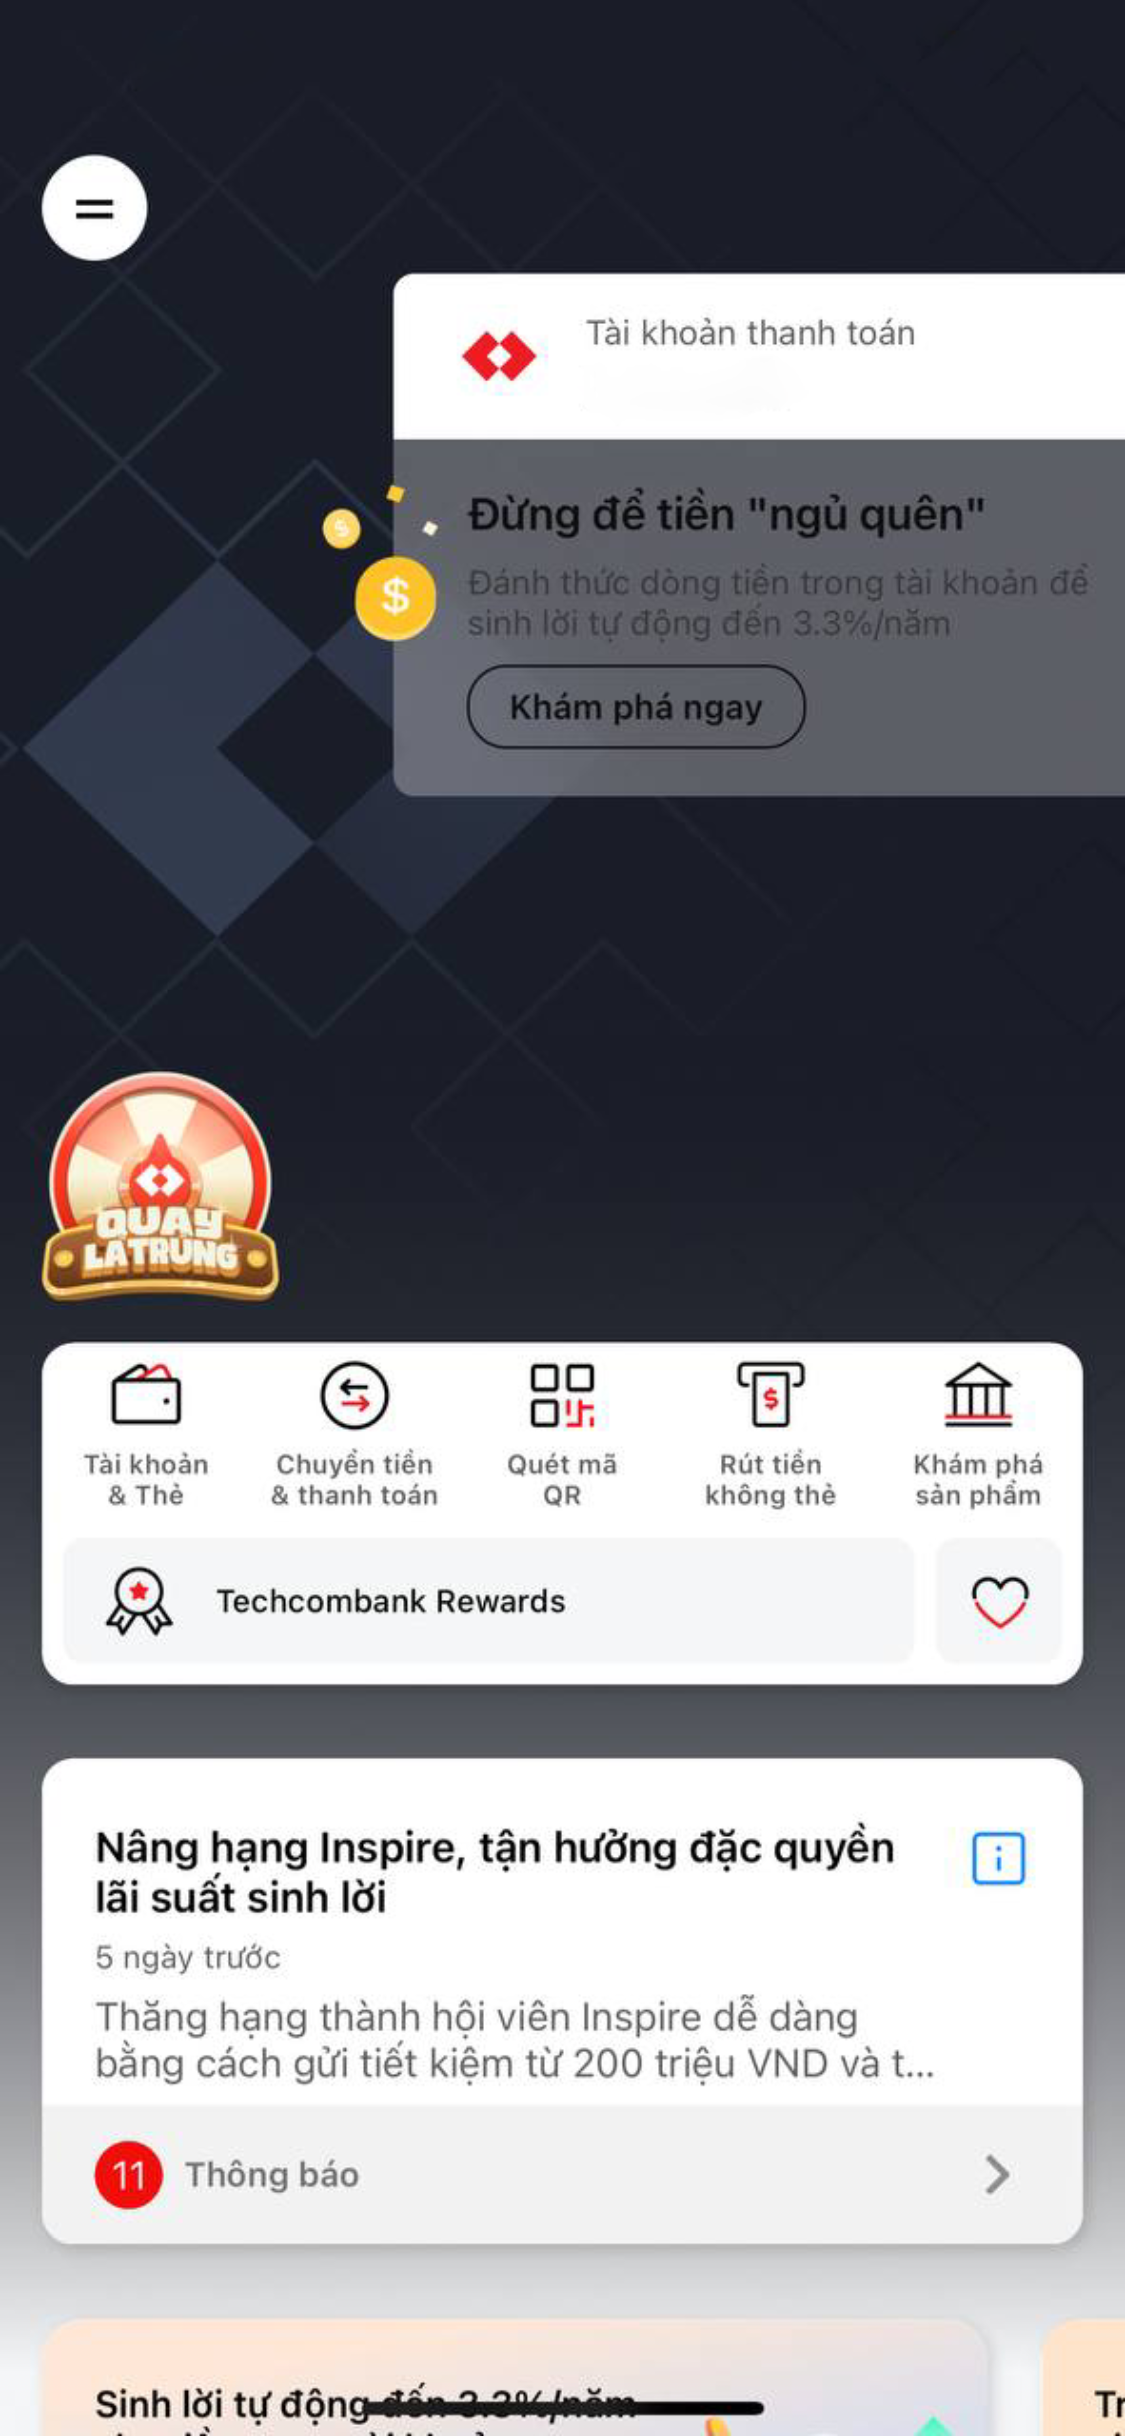 Tài khoản thanh toán
Đừng để tiền "ngủ quên"
Đánh thức dòng tiền trong tài khoản để
sinh lời tự động đến 3.3%/năm
Khám phá ngay
QUAY
LÀ TRÚNG
Tài khoản
& Thẻ
Chuyển tiền
& thanh toán
Quét mã
QR
Rút tiền
không thẻ
Khám phá
sản phẩm
Techcombank Rewards
Nâng hạng Inspire, tận hưởng đặc quyền
lãi suất sinh lời
5 ngày trước
Thăng hạng thành hội viên Inspire dễ dàng
bằng cách gửi tiết kiệm từ 200 triệu VND và t...
11 Thông báo
Sinh lời tự động đến 3.3%/năm